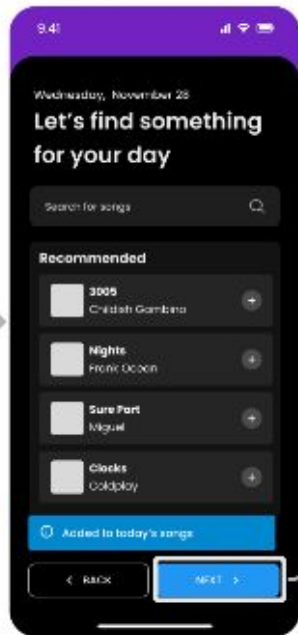 9:41
Wednesday, November 28
Let's find something
for your day
Search for songs
Recommended
3005
Childish Gambino
Nights
Frank Ocean
Sure Part
Miguel
Clocks
Coldplay
Added to today's songs
< BACK
NEXT >